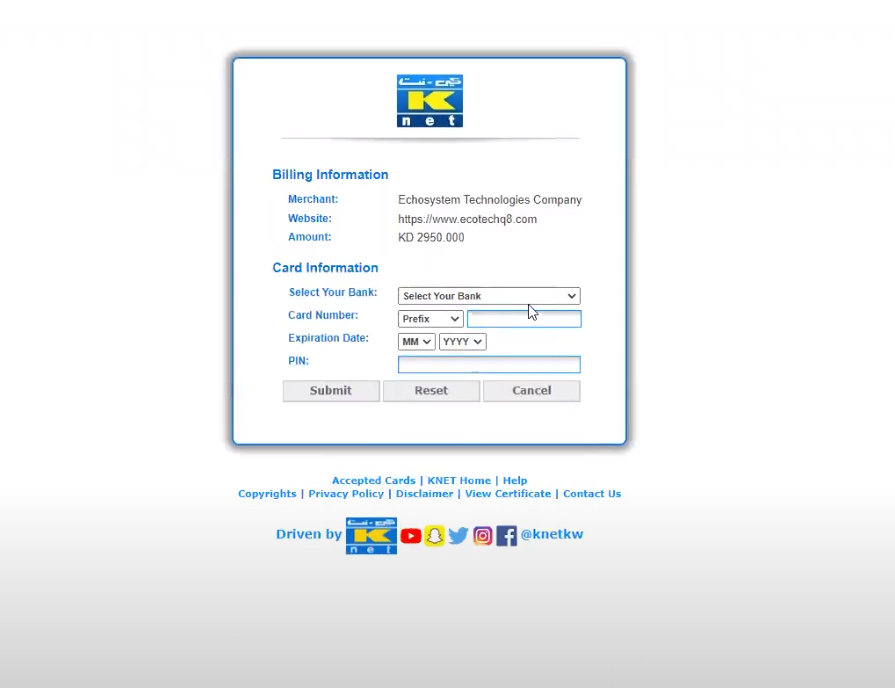 كي-نت
K
net
Billing Information
Merchant: Echosystem Technologies Company
Website: https://www.ecotechq8.com
Amount: KD 2950.000
Card Information
Select Your Bank: Select Your Bank
Card Number: Prefix
Expiration Date: MM YYYY
PIN:
Submit Reset Cancel
Accepted Cards | KNET Home | Help
Copyrights | Privacy Policy | Disclaimer | View Certificate | Contact Us
Driven by كي-نت K net @knetkw